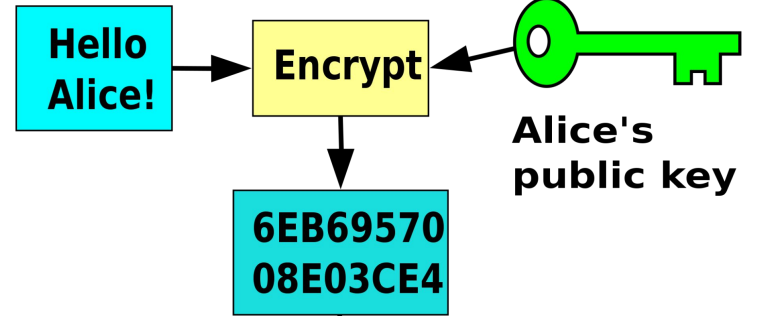 Hello
Alice!
Encrypt
Alice's
public key
6EB69570
08E03CE4